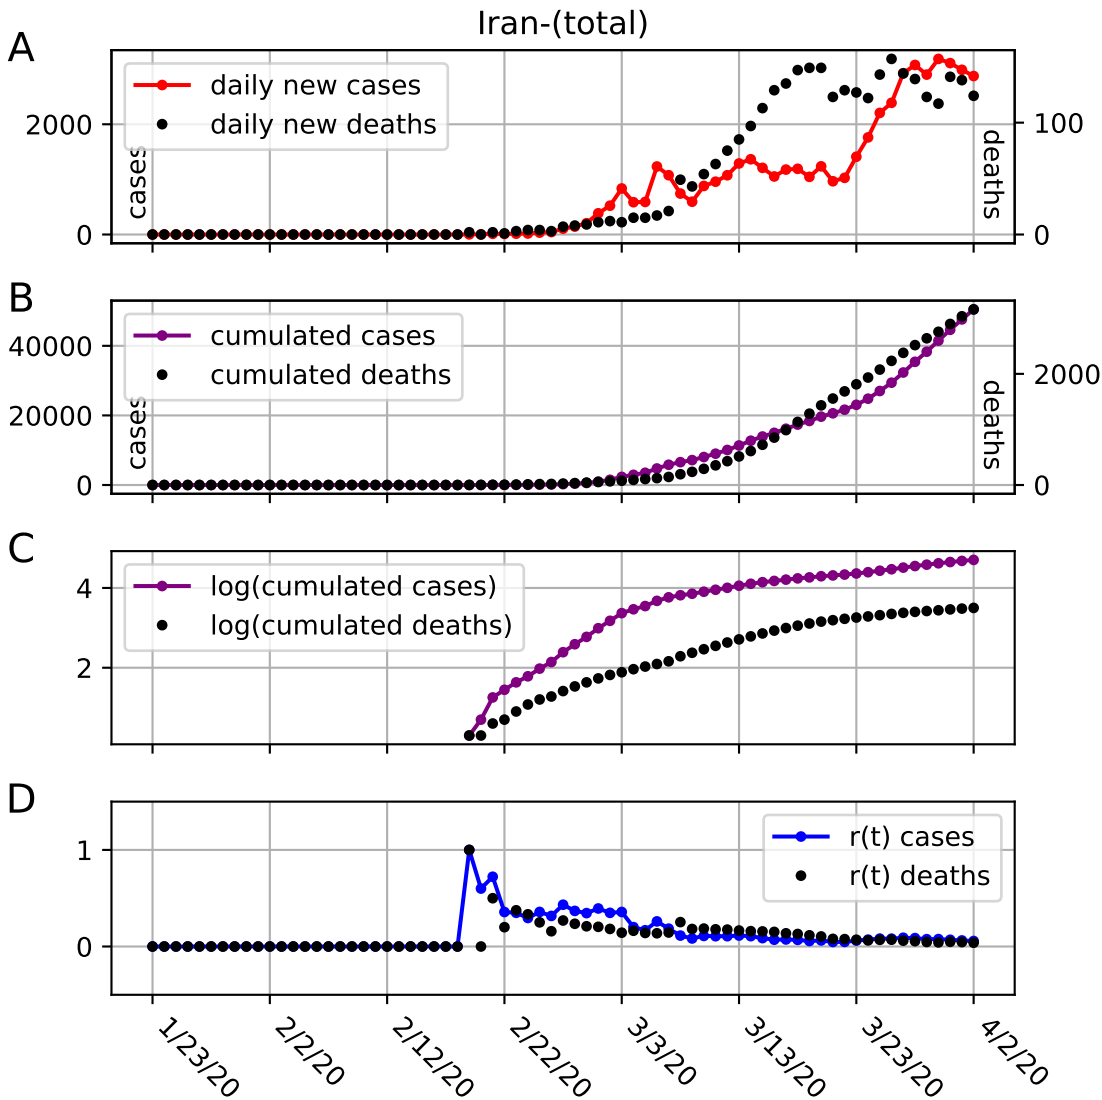 Iran-(total)
A
daily new cases
daily new deaths
2000
0
cases
100
0
deaths
B
cumulated cases
cumulated deaths
40000
20000
0
cases
2000
0
deaths
C
log(cumulated cases)
log(cumulated deaths)
4
2
D
r(t) cases
r(t) deaths
1
0
1/23/20
2/2/20
2/12/20
2/22/20
3/3/20
3/13/20
3/23/20
4/2/20